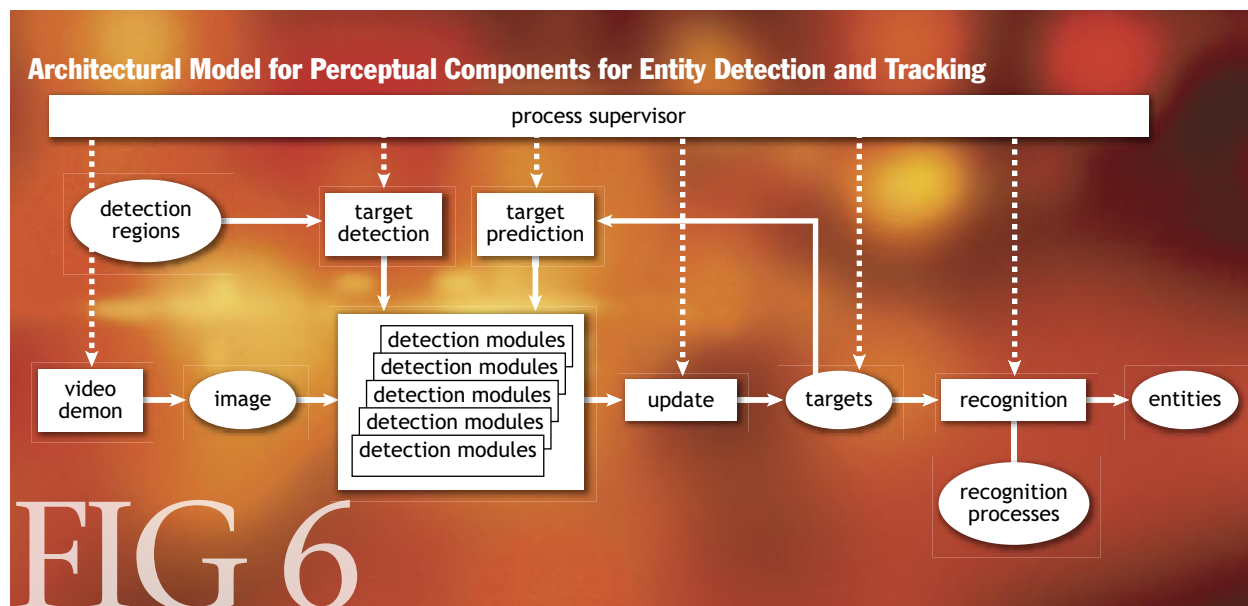 Architectural Model for Perceptual Components for Entity Detection and Tracking
process supervisor
detection
regions
target
detection
target
prediction
detection modules
detection modules
detection modules
detection modules
detection modules
video
demon
image
update
targets
recognition
entities
recognition
processes
FIG 6